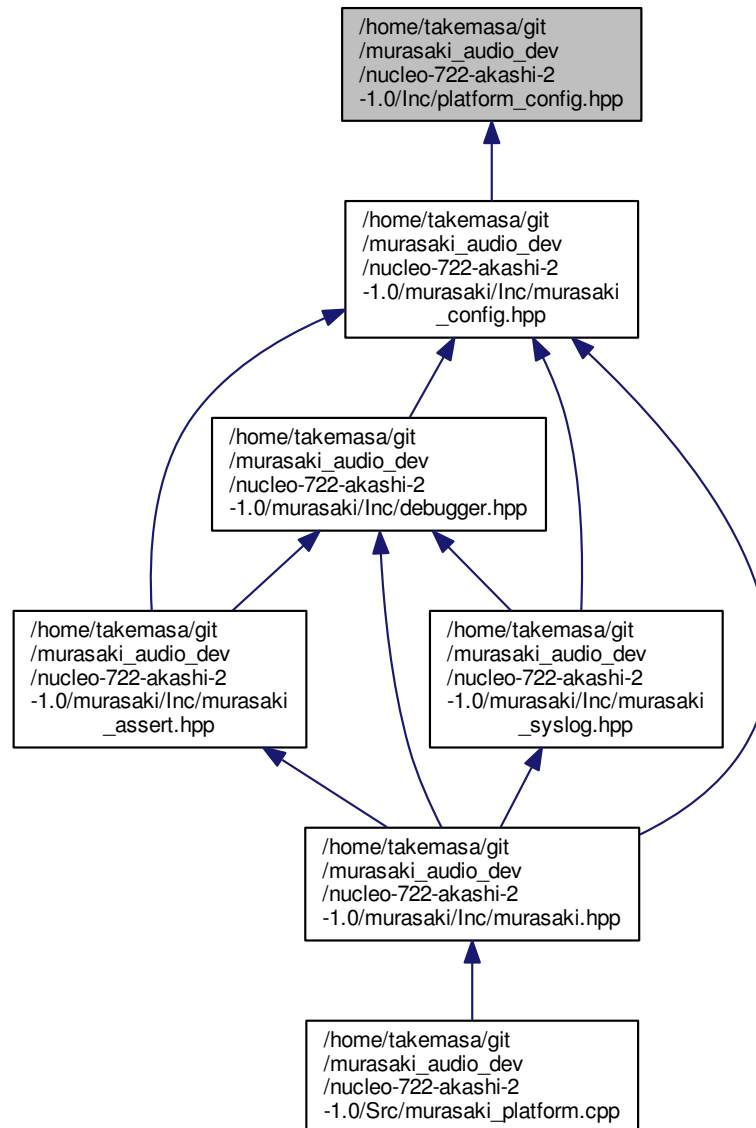 /home/takemasa/git
/murasaki_audio_dev
/nucleo-722-akashi-2
-1.0/Inc/platform_config.hpp
/home/takemasa/git
/murasaki_audio_dev
/nucleo-722-akashi-2
-1.0/murasaki/Inc/murasaki
_config.hpp
/home/takemasa/git
/murasaki_audio_dev
/nucleo-722-akashi-2
-1.0/murasaki/Inc/debugger.hpp
/home/takemasa/git
/murasaki_audio_dev
/nucleo-722-akashi-2
-1.0/murasaki/Inc/murasaki
_assert.hpp
/home/takemasa/git
/murasaki_audio_dev
/nucleo-722-akashi-2
-1.0/murasaki/Inc/murasaki
_syslog.hpp
/home/takemasa/git
/murasaki_audio_dev
/nucleo-722-akashi-2
-1.0/murasaki/Inc/murasaki.hpp
/home/takemasa/git
/murasaki_audio_dev
/nucleo-722-akashi-2
-1.0/Src/murasaki_platform.cpp